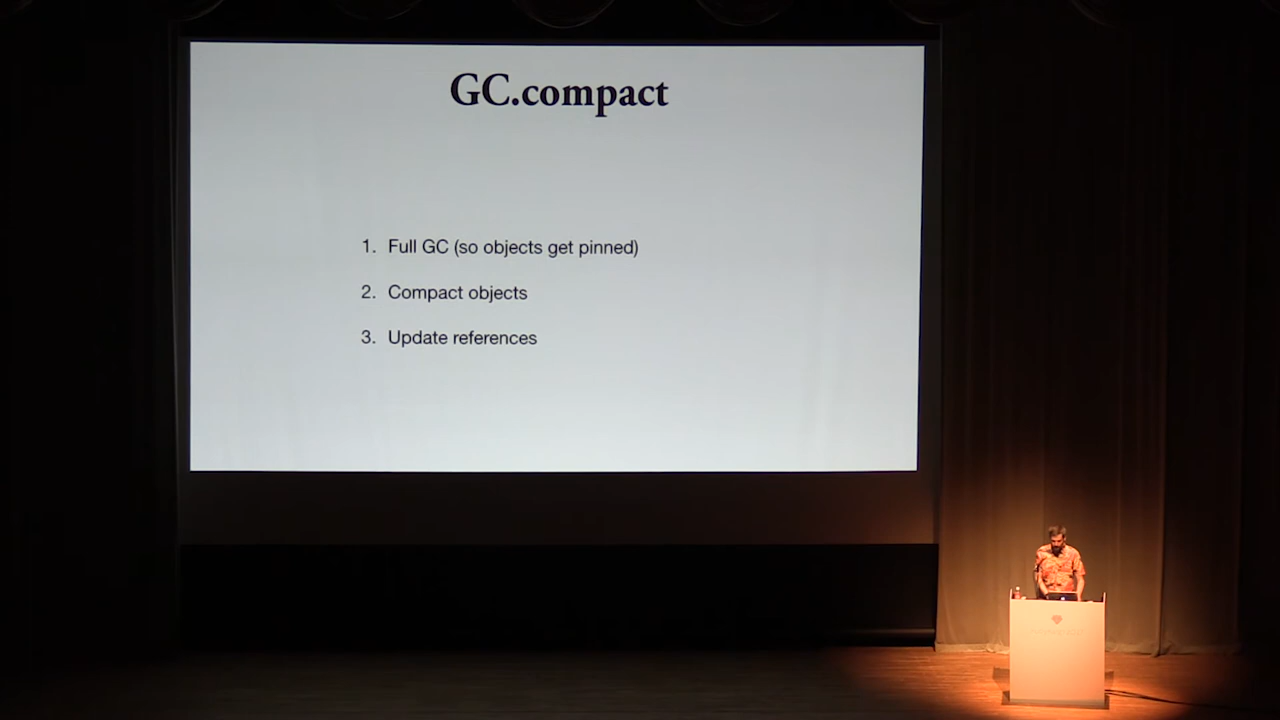 GC.compact
1. Full GC (so objects get pinned)
2. Compact objects
3. Update references